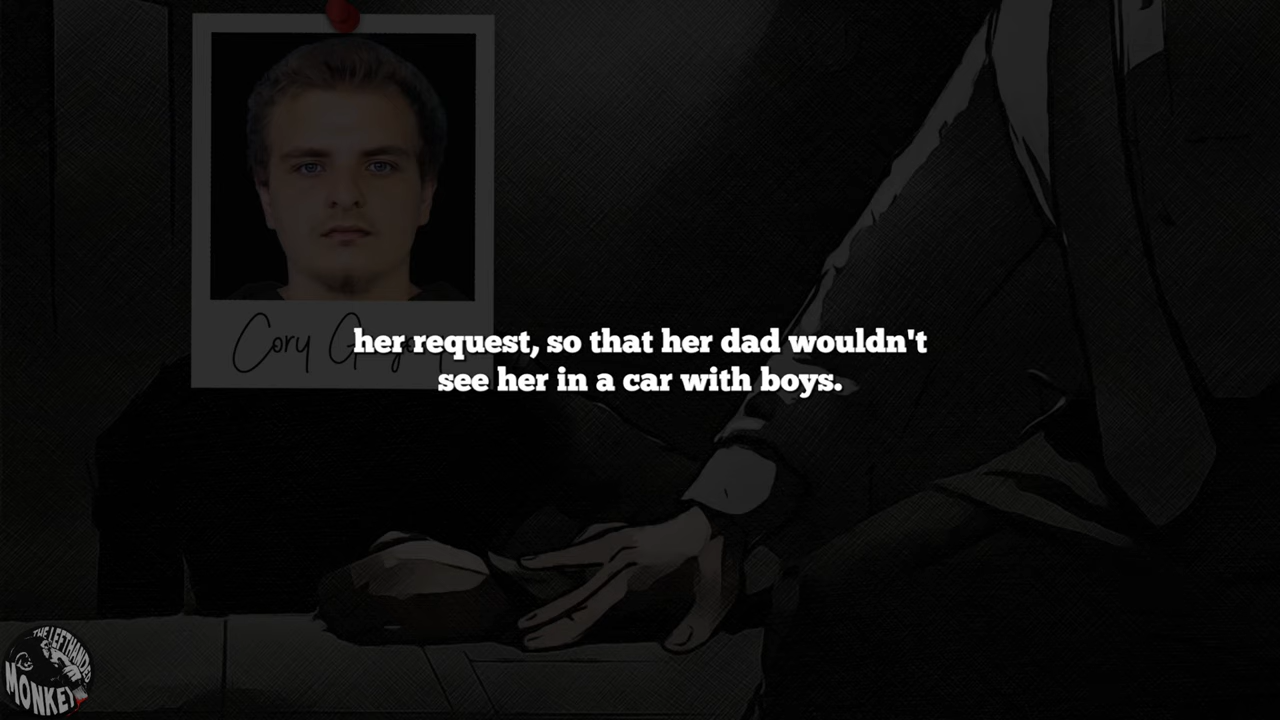 Cory
her request, so that her dad wouldn't
see her in a car with boys.
THE LEFTHANDED
MONKEY